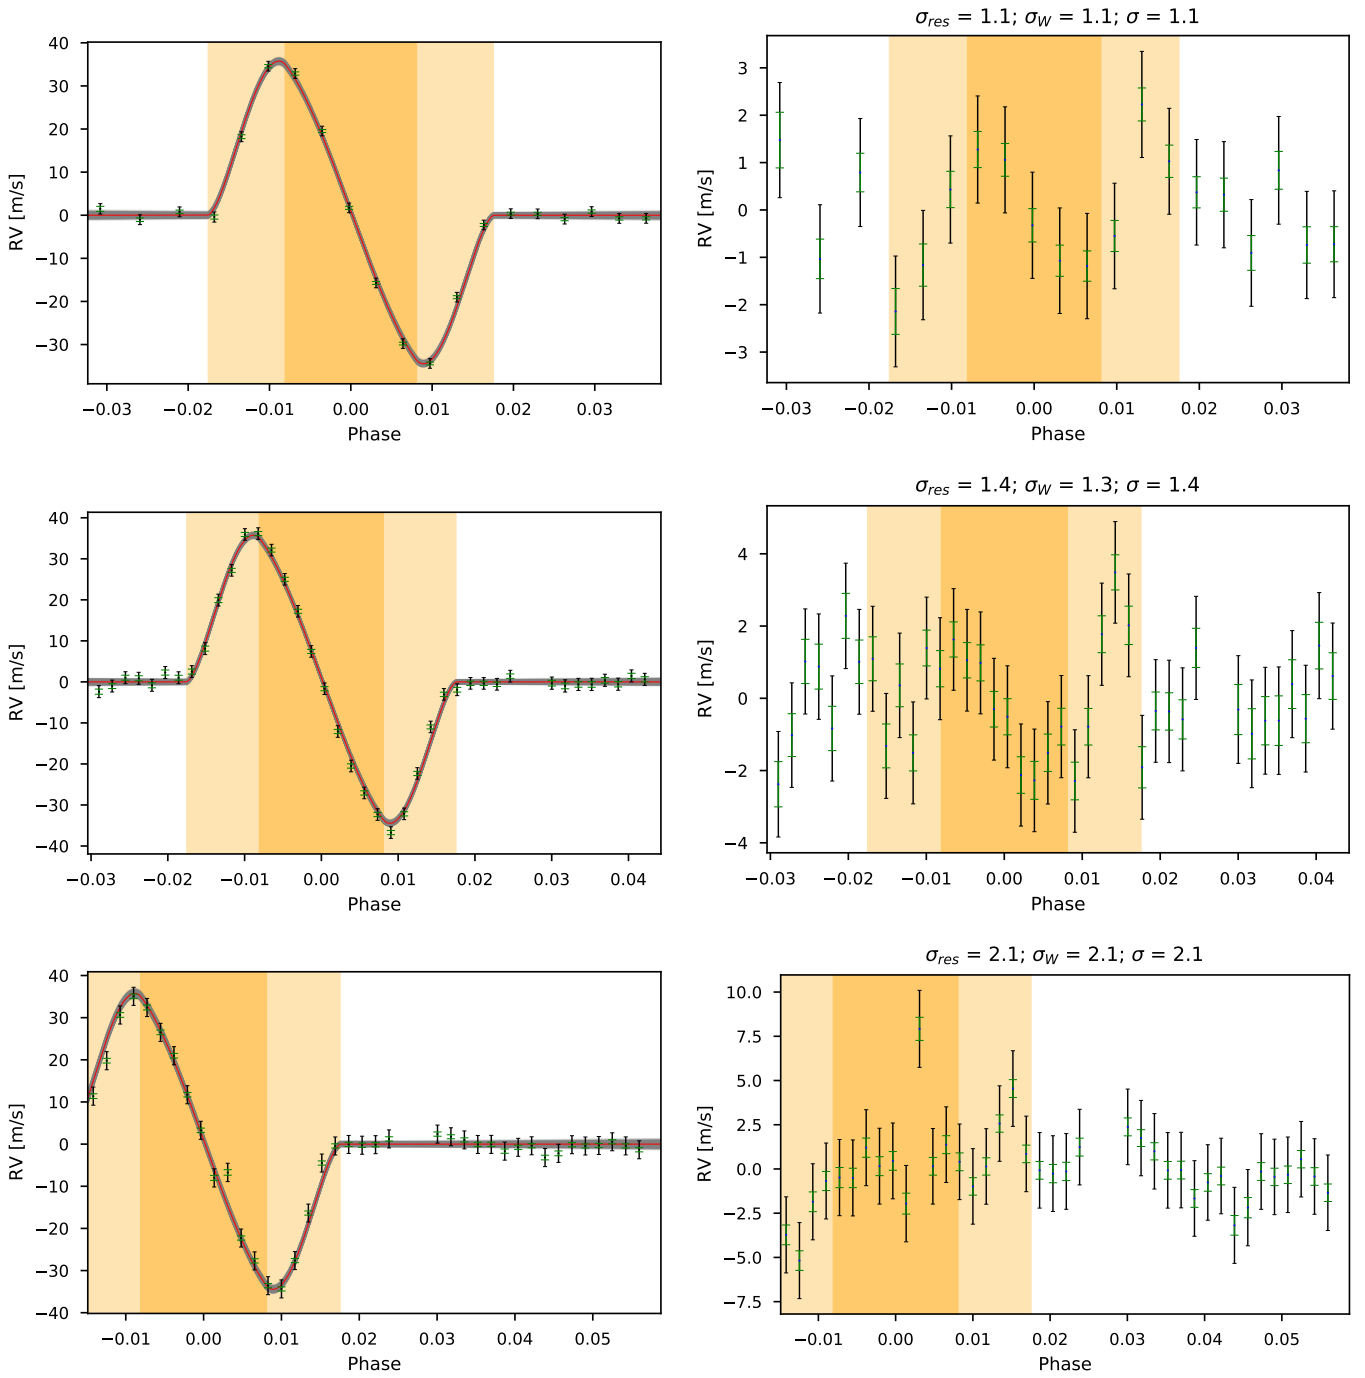 σres = 1.1; σW = 1.1; σ = 1.1
40
30
20
10
0
−10
−20
−30
RV [m/s]
−0.03 −0.02 −0.01 0.00 0.01 0.02 0.03
Phase
3
2
1
0
−1
−2
−3
RV [m/s]
−0.03 −0.02 −0.01 0.00 0.01 0.02 0.03
Phase
σres = 1.4; σW = 1.3; σ = 1.4
40
30
20
10
0
−10
−20
−30
−40
RV [m/s]
−0.03 −0.02 −0.01 0.00 0.01 0.02 0.03 0.04
Phase
4
2
0
−2
−4
RV [m/s]
−0.03 −0.02 −0.01 0.00 0.01 0.02 0.03 0.04
Phase
σres = 2.1; σW = 2.1; σ = 2.1
40
30
20
10
0
−10
−20
−30
−40
RV [m/s]
−0.01 0.00 0.01 0.02 0.03 0.04 0.05
Phase
10.0
7.5
5.0
2.5
0.0
−2.5
−5.0
−7.5
RV [m/s]
−0.01 0.00 0.01 0.02 0.03 0.04 0.05
Phase